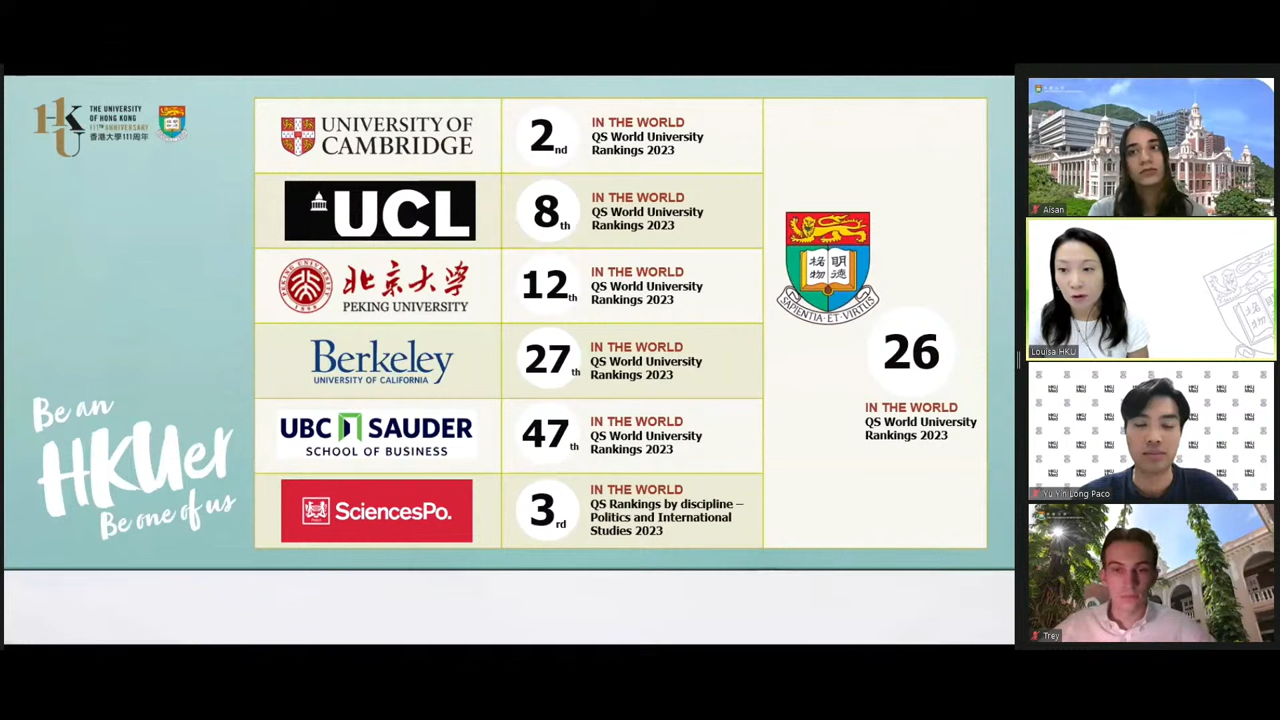 HKU
THE UNIVERSITY
OF HONG KONG
111TH ANNIVERSARY
香港大學111周年
Be an
HKUer
Be one of us
UNIVERSITY OF
CAMBRIDGE
2nd
IN THE WORLD
QS World University
Rankings 2023
UCL
8th
IN THE WORLD
QS World University
Rankings 2023
北京大学
PEKING UNIVERSITY
1898
12th
IN THE WORLD
QS World University
Rankings 2023
Berkeley
UNIVERSITY OF CALIFORNIA
27th
IN THE WORLD
QS World University
Rankings 2023
UBC SAUDER
SCHOOL OF BUSINESS
47th
IN THE WORLD
QS World University
Rankings 2023
SciencesPo.
3rd
IN THE WORLD
QS Rankings by discipline –
Politics and International
Studies 2023
明德
格物
SAPIENTIA·ET·VIRTUS
26
IN THE WORLD
QS World University
Rankings 2023
Aisan
Louisa HKU
Yu Yin Long Paco
Trey